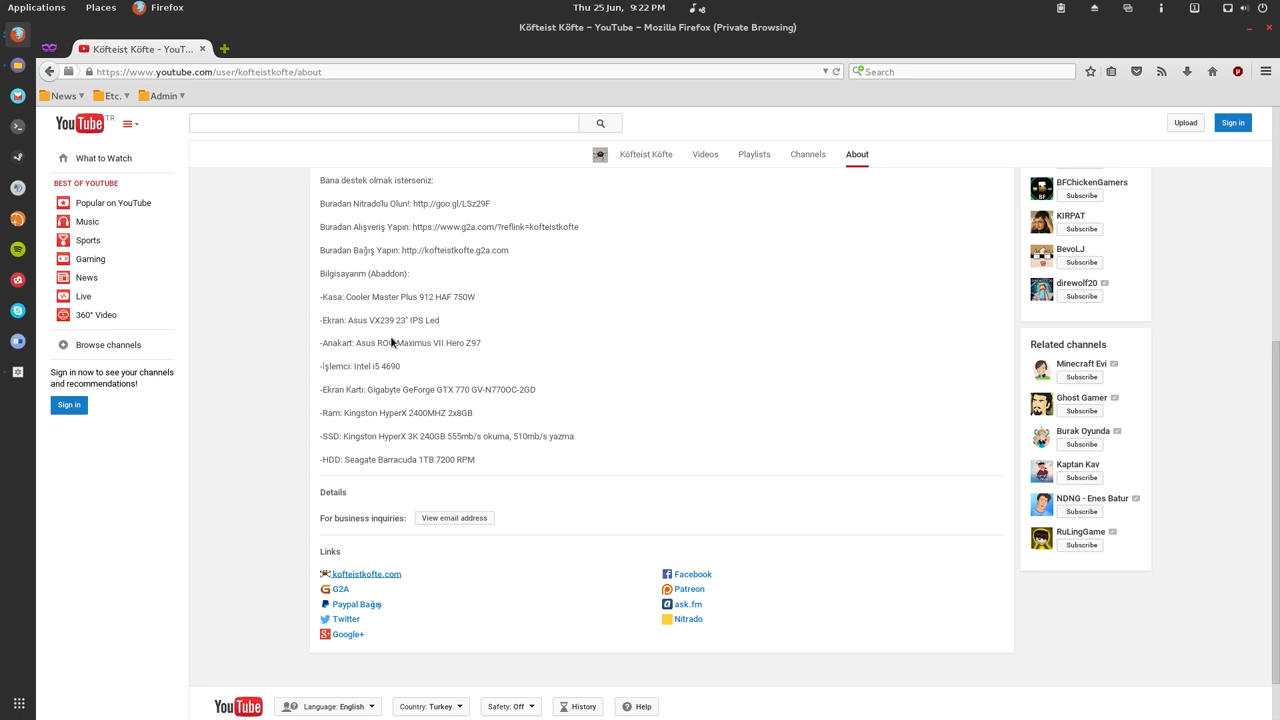 Applications
Places
Thu 25 Jun, 9:22 PM
Köfteist Köfte – YouTube – Mozilla Firefox (Private Browsing)
Köfteist Köfte - YouT...
https://www.youtube.com/user/kofteistkofte/about
Search
News
Etc.
Admin
YouTube TR
Upload
Sign in
Köfteist Köfte
Videos
Playlists
Channels
About
What to Watch
BEST OF YOUTUBE
Popular on YouTube
Music
Sports
Gaming
News
Live
360° Video
Browse channels
Sign in now to see your channels
and recommendations!
Sign in
Bana destek olmak isterseniz:
Buradan Nitrado'lu Olun!: http://goo.gl/LSz29F
Buradan Alışveriş Yapın: https://www.g2a.com/?reflink=kofteistkofte
Buradan Bağış Yapın: http://kofteistkofte.g2a.com
Bilgisayarım (Abaddon):
-Kasa: Cooler Master Plus 912 HAF 750W
-Ekran: Asus VX239 23" IPS Led
-Anakart: Asus ROG Maximus VII Hero Z97
-İşlemci: Intel i5 4690
-Ekran Kartı: Gigabyte GeForge GTX 770 GV-N770OC-2GD
-Ram: Kingston HyperX 2400MHZ 2x8GB
-SSD: Kingston HyperX 3K 240GB 555mb/s okuma, 510mb/s yazma
-HDD: Seagate Barracuda 1TB 7200 RPM
Details
For business inquiries:
View email address
Links
kofteistkofte.com
G2A
Paypal Bağış
Twitter
Google+
Facebook
Patreon
ask.fm
Nitrado
BFChickenGamers
Subscribe
KIRPAT
Subscribe
BevoLJ
Subscribe
direwolf20
Subscribe
Related channels
Minecraft Evi
Subscribe
Ghost Gamer
Subscribe
Burak Oyunda
Subscribe
Kaptan Kav
Subscribe
NDNG - Enes Batur
Subscribe
RuLingGame
Subscribe
YouTube
Language: English
Country: Turkey
Safety: Off
History
Help